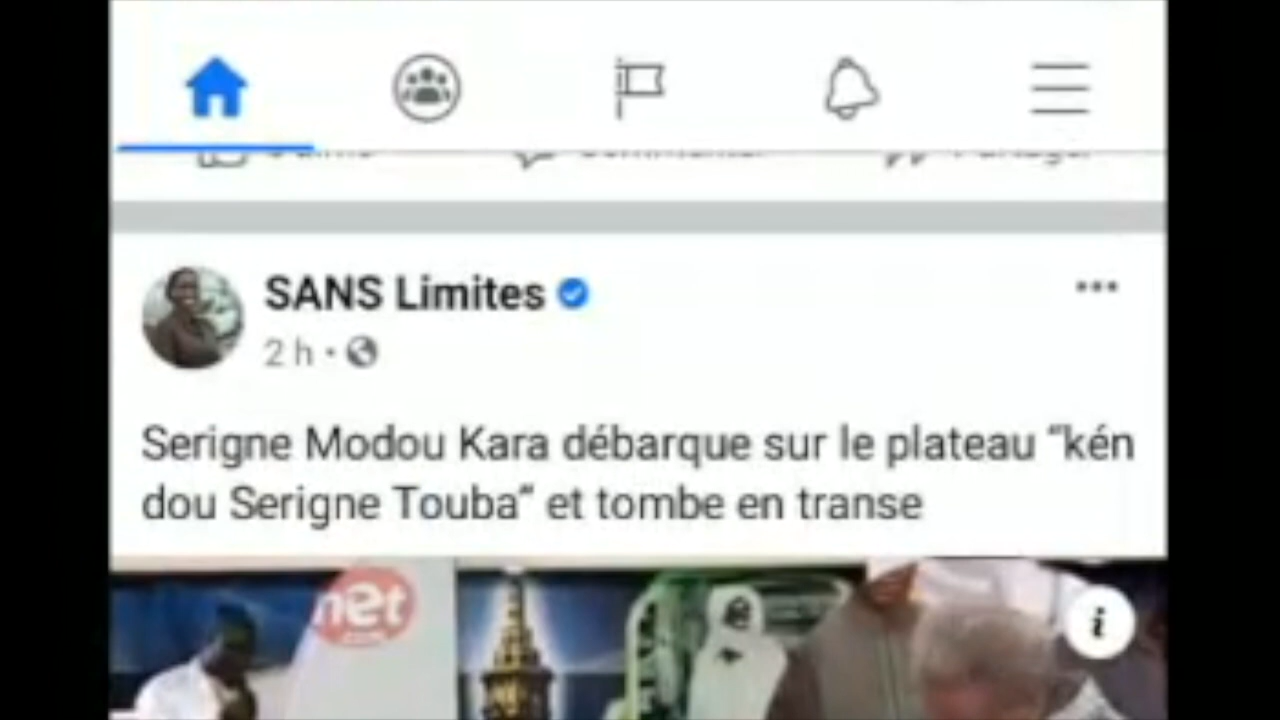 SANS Limites
2 h
Serigne Modou Kara débarque sur le plateau “kén
dou Serigne Touba” et tombe en transe
net
i